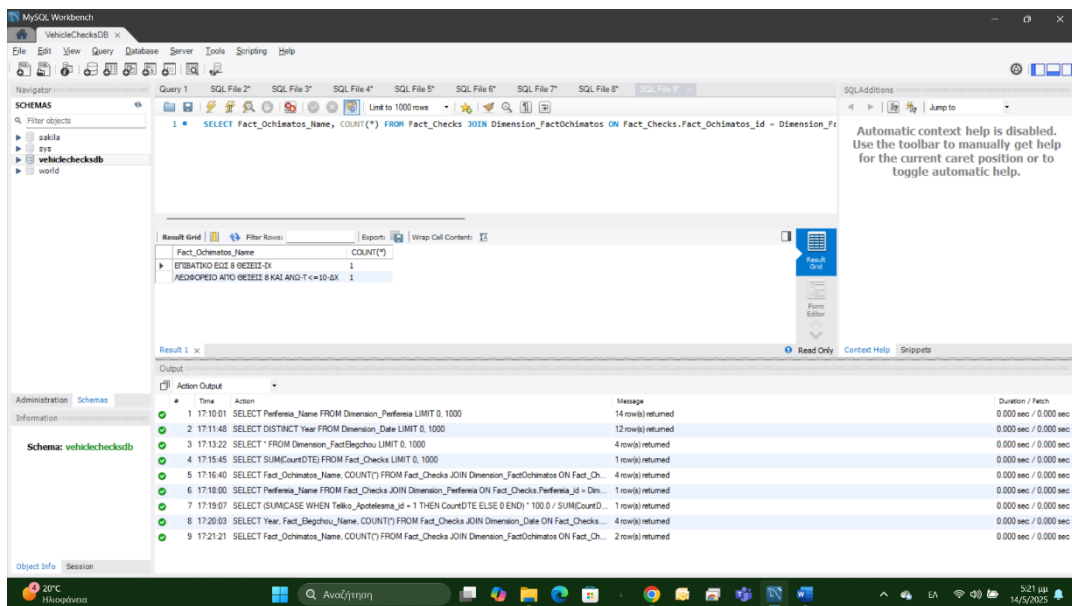 MySQL Workbench
VehicleChecksDB ×
File Edit View Query Database Server Tools Scripting Help
Navigator
SCHEMAS
Filter objects
sakila
sys
vehiclechecksdb
world
Administration Schemas
Information
Schema: vehiclechecksdb
Object Info Session
Query 1 SQL File 2* SQL File 3* SQL File 4* SQL File 5* SQL File 6* SQL File 7* SQL File 8* SQL File 9* ×
Limit to 1000 rows
1 SELECT Fact_Ochimatos_Name, COUNT(*) FROM Fact_Checks JOIN Dimension_FactOchimatos ON Fact_Checks.Fact_Ochimatos_id = Dimension_Fa
Result Grid Filter Rows: Export: Wrap Cell Content:
Fact_Ochimatos_Name COUNT(*)
ΕΠΙΒΑΤΙΚΟ ΕΩΣ 8 ΘΕΣΕΙΣ-ΙΧ 1
ΛΕΩΦΟΡΕΙΟ ΑΠΟ ΘΕΣΕΙΣ 8 ΚΑΙ ΑΝΩ-Τ<=10-ΔΧ 1
Result Grid
Form Editor
Result 1 ×
Read Only
SQLAdditions
Jump to
Automatic context help is disabled.
Use the toolbar to manually get help
for the current caret position or to
toggle automatic help.
Context Help Snippets
Output
Action Output
# Time Action Message Duration / Fetch
1 17:10:01 SELECT Perifereia_Name FROM Dimension_Perifereia LIMIT 0, 1000 14 row(s) returned 0.000 sec / 0.000 sec
2 17:11:48 SELECT DISTINCT Year FROM Dimension_Date LIMIT 0, 1000 12 row(s) returned 0.000 sec / 0.000 sec
3 17:13:22 SELECT * FROM Dimension_FactElegchou LIMIT 0, 1000 4 row(s) returned 0.000 sec / 0.000 sec
4 17:15:45 SELECT SUM(CountDTE) FROM Fact_Checks LIMIT 0, 1000 1 row(s) returned 0.000 sec / 0.000 sec
5 17:16:40 SELECT Fact_Ochimatos_Name, COUNT(*) FROM Fact_Checks JOIN Dimension_FactOchimatos ON Fact_Ch... 4 row(s) returned 0.000 sec / 0.000 sec
6 17:18:00 SELECT Perifereia_Name FROM Fact_Checks JOIN Dimension_Perifereia ON Fact_Checks.Perifereia_id = Dim... 1 row(s) returned 0.000 sec / 0.000 sec
7 17:19:07 SELECT (SUM(CASE WHEN Teliko_Apotelesma_id = 1 THEN CountDTE ELSE 0 END) * 100.0 / SUM(CountD... 1 row(s) returned 0.000 sec / 0.000 sec
8 17:20:03 SELECT Year, Fact_Elegchou_Name, COUNT(*) FROM Fact_Checks JOIN Dimension_Date ON Fact_Checks.... 4 row(s) returned 0.000 sec / 0.000 sec
9 17:21:21 SELECT Fact_Ochimatos_Name, COUNT(*) FROM Fact_Checks JOIN Dimension_FactOchimatos ON Fact_Ch... 2 row(s) returned 0.000 sec / 0.000 sec
4
20°C
Ηλιοφάνεια
Αναζήτηση
ΕΛ
5:21 μμ
14/5/2025